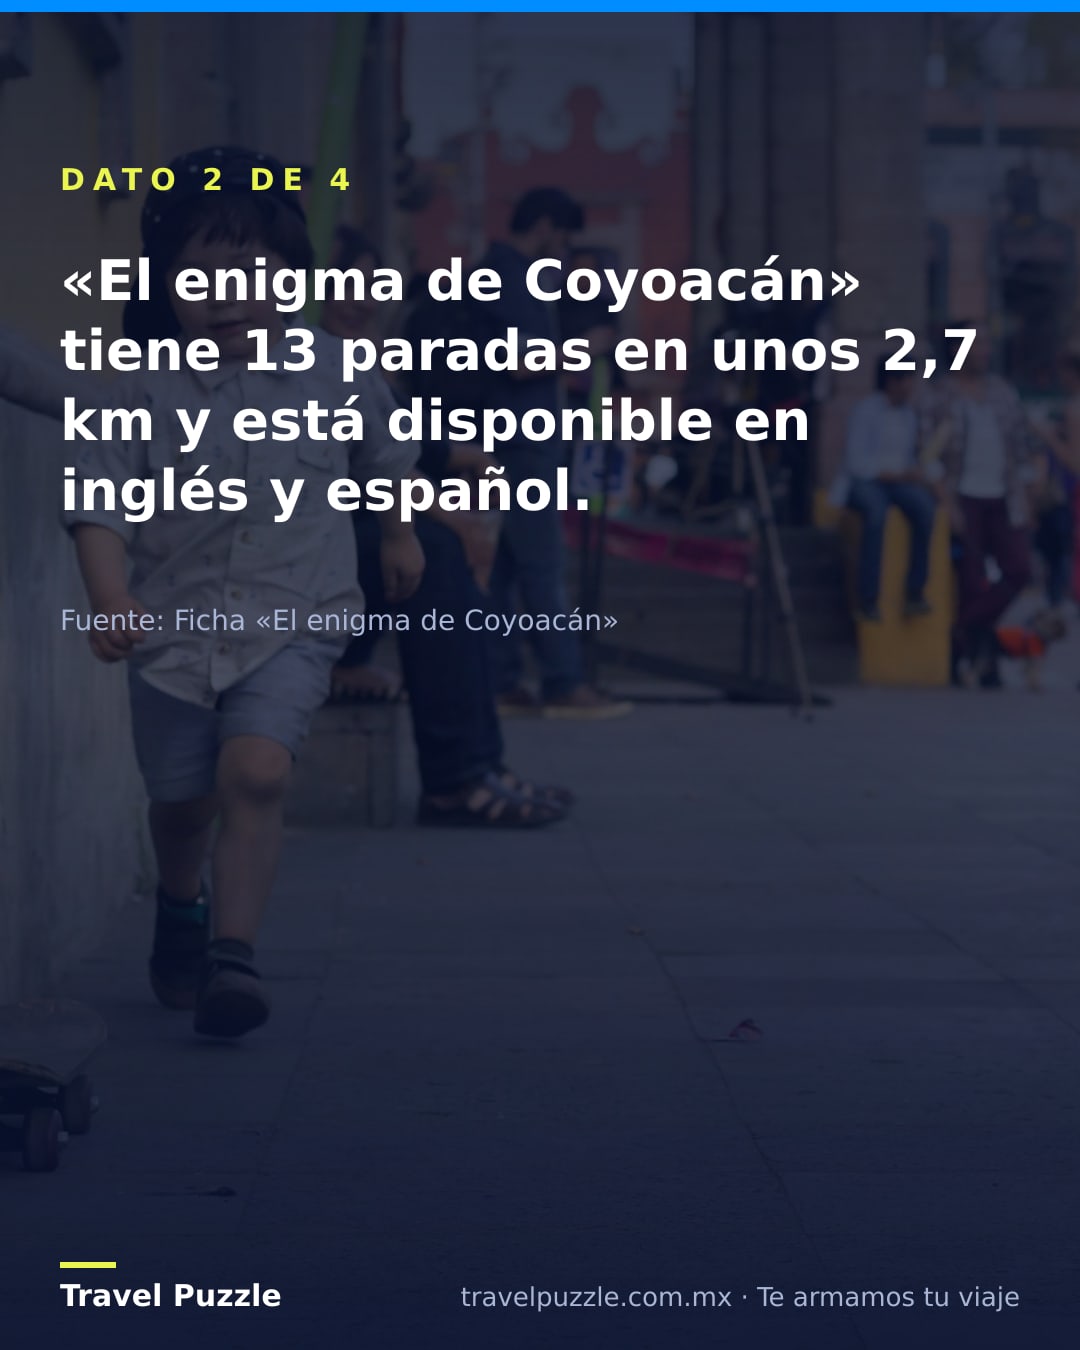 DATO 2 DE 4
«El enigma de Coyoacán»
tiene 13 paradas en unos 2,7
km y está disponible en
inglés y español.
Fuente: Ficha «El enigma de Coyoacán»
Travel Puzzle
travelpuzzle.com.mx · Te armamos tu viaje